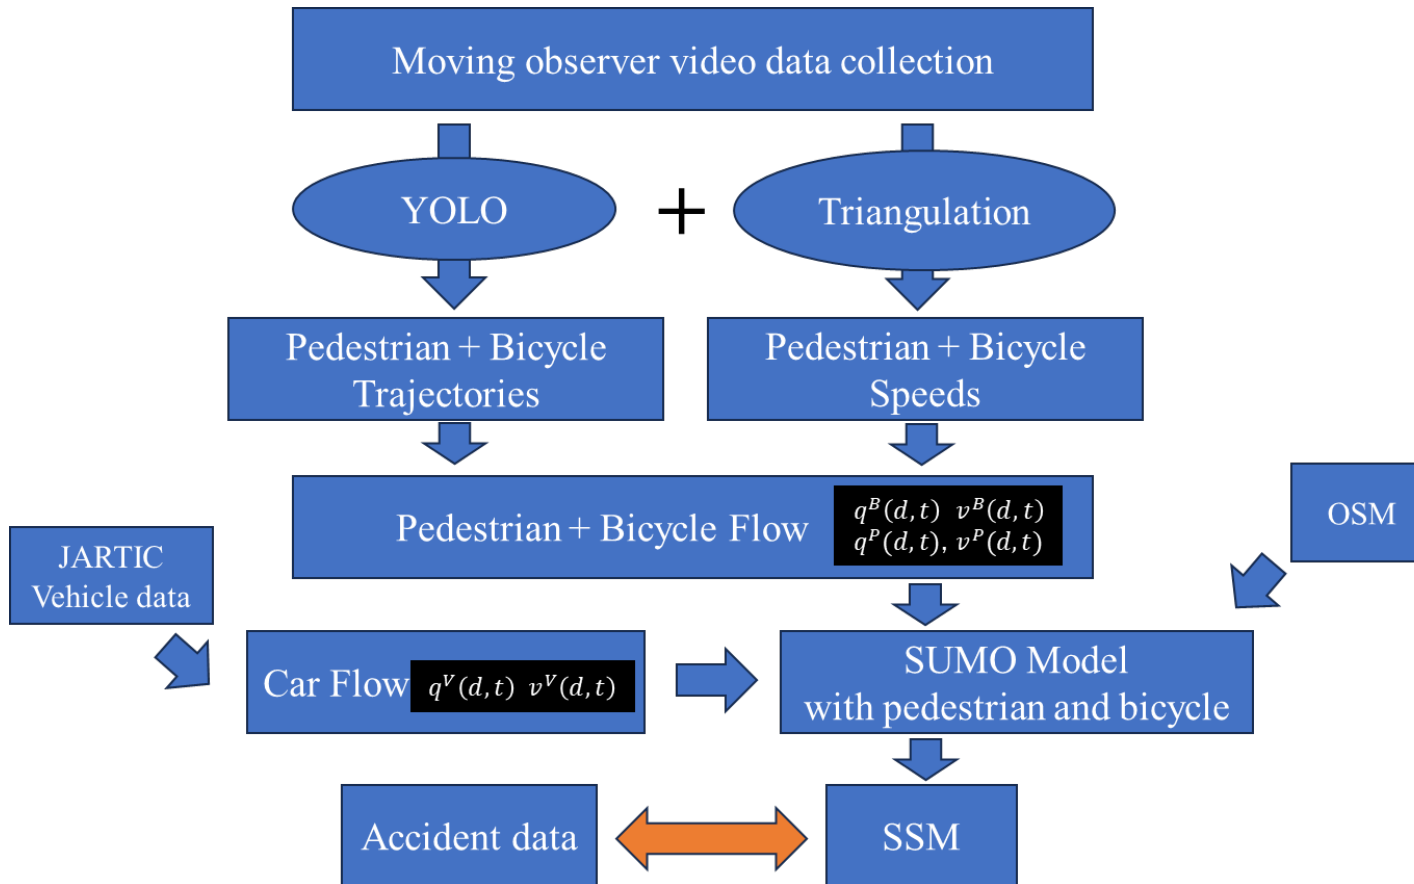 Moving observer video data collection
YOLO
+
Triangulation
Pedestrian + Bicycle
Trajectories
Pedestrian + Bicycle
Speeds
Pedestrian + Bicycle Flow
q^B(d,t) v^B(d,t)
q^P(d,t), v^P(d,t)
OSM
JARTIC
Vehicle data
Car Flow
q^V(d,t) v^V(d,t)
SUMO Model
with pedestrian and bicycle
Accident data
SSM